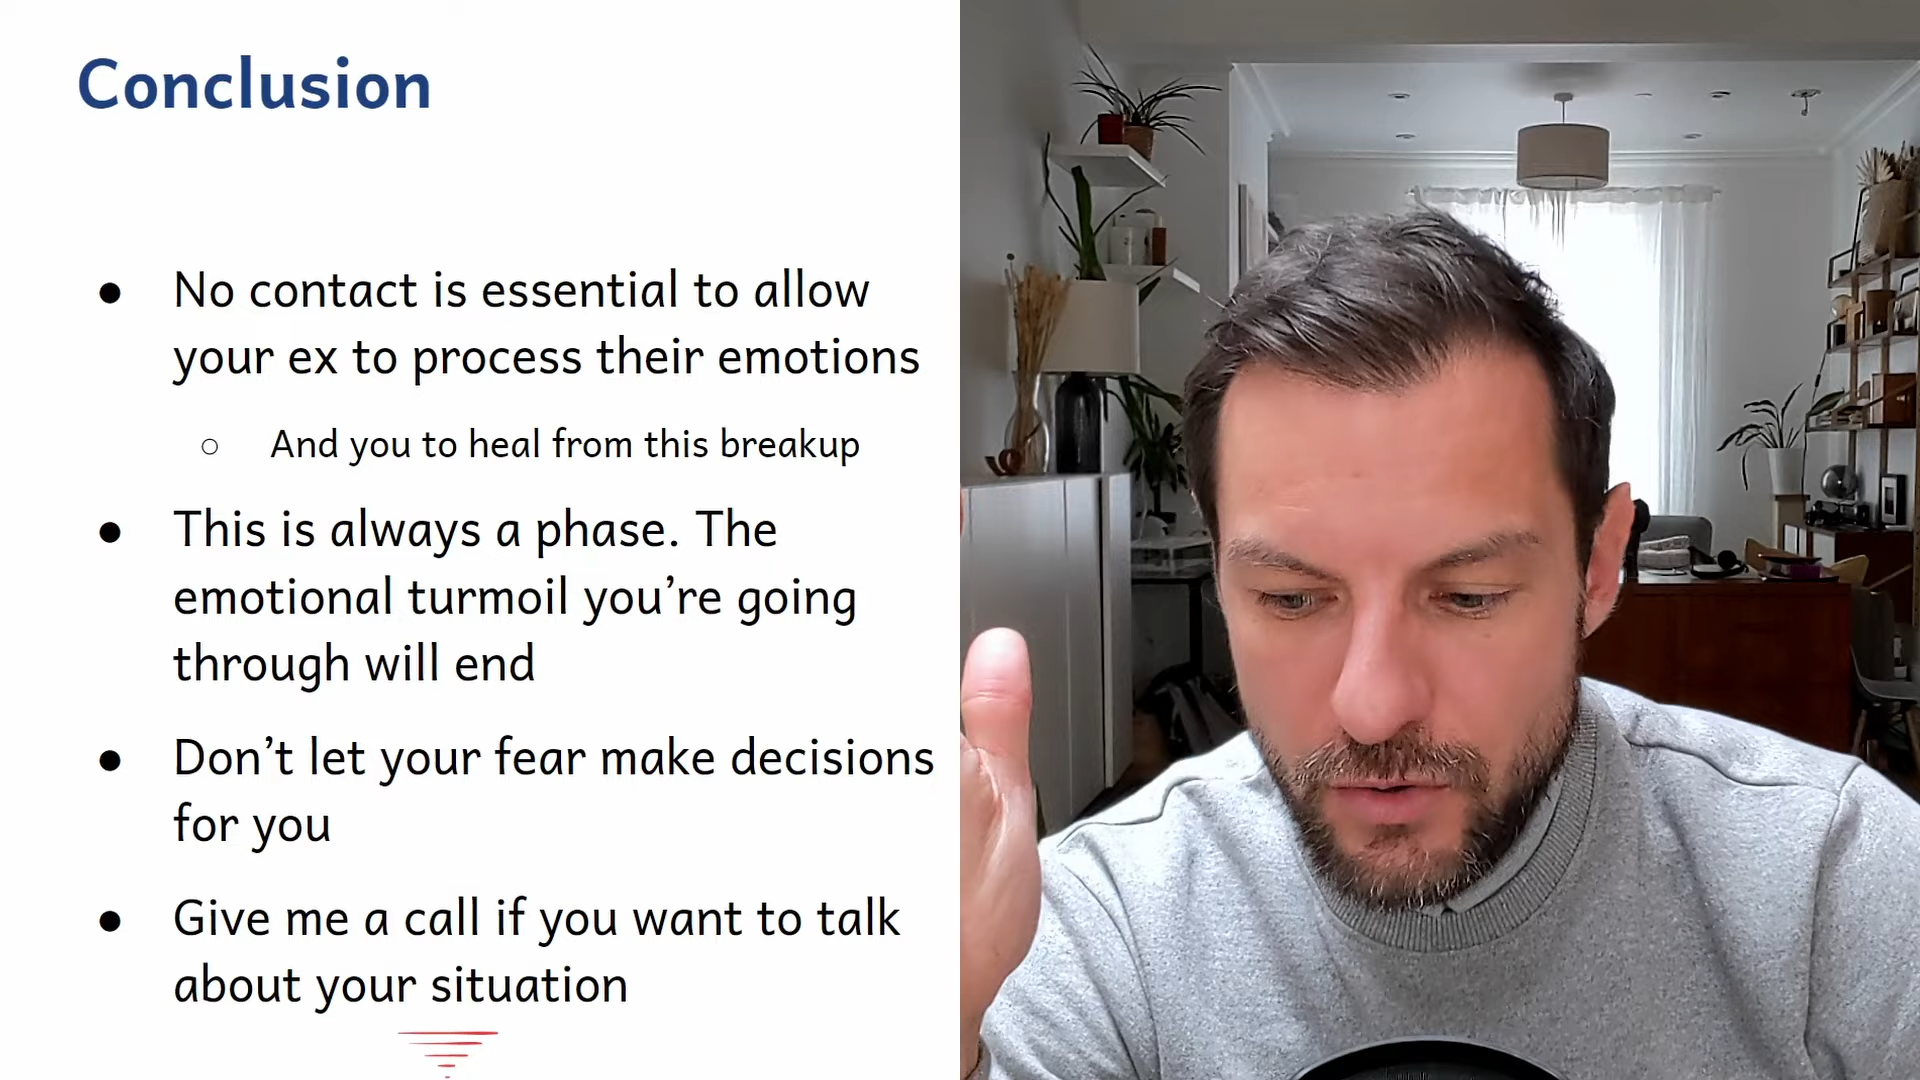 Conclusion
● No contact is essential to allow
your ex to process their emotions
○ And you to heal from this breakup
● This is always a phase. The
emotional turmoil you’re going
through will end
● Don’t let your fear make decisions
for you
● Give me a call if you want to talk
about your situation